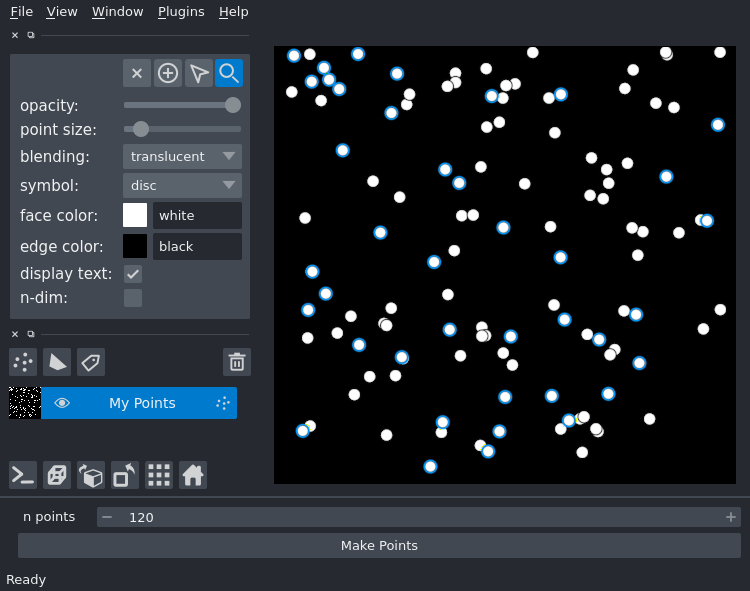 File View Window Plugins Help
opacity:
point size:
blending: translucent
symbol: disc
face color: white
edge color: black
display text:
n-dim:
My Points
n points 120
Make Points
Ready